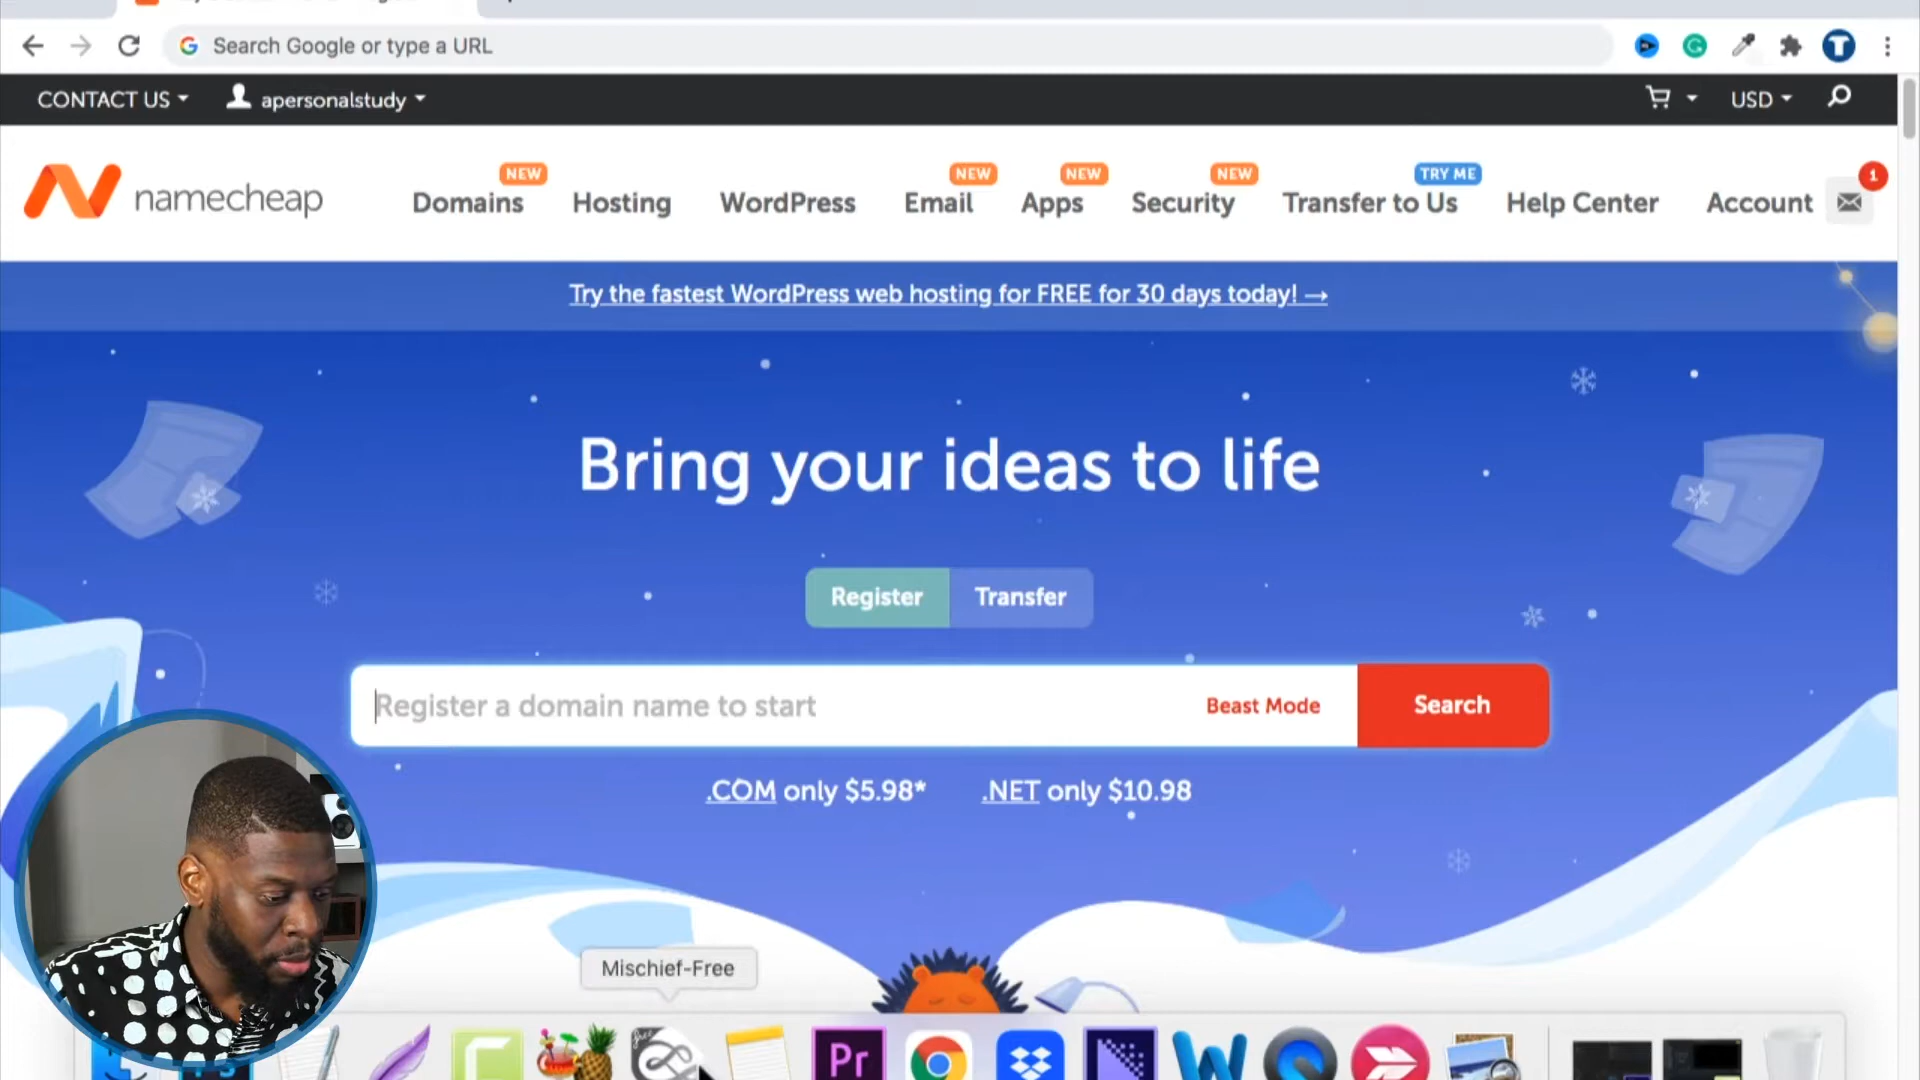 Search Google or type a URL
CONTACT US
apersonalstudy
USD
namecheap
Domains
NEW
Hosting
WordPress
Email
NEW
Apps
NEW
Security
NEW
Transfer to Us
TRY ME
Help Center
Account
1
Try the fastest WordPress web hosting for FREE for 30 days today! →
Bring your ideas to life
Register
Transfer
Register a domain name to start
Beast Mode
Search
.COM only $5.98*
.NET only $10.98
Mischief-Free
Pr